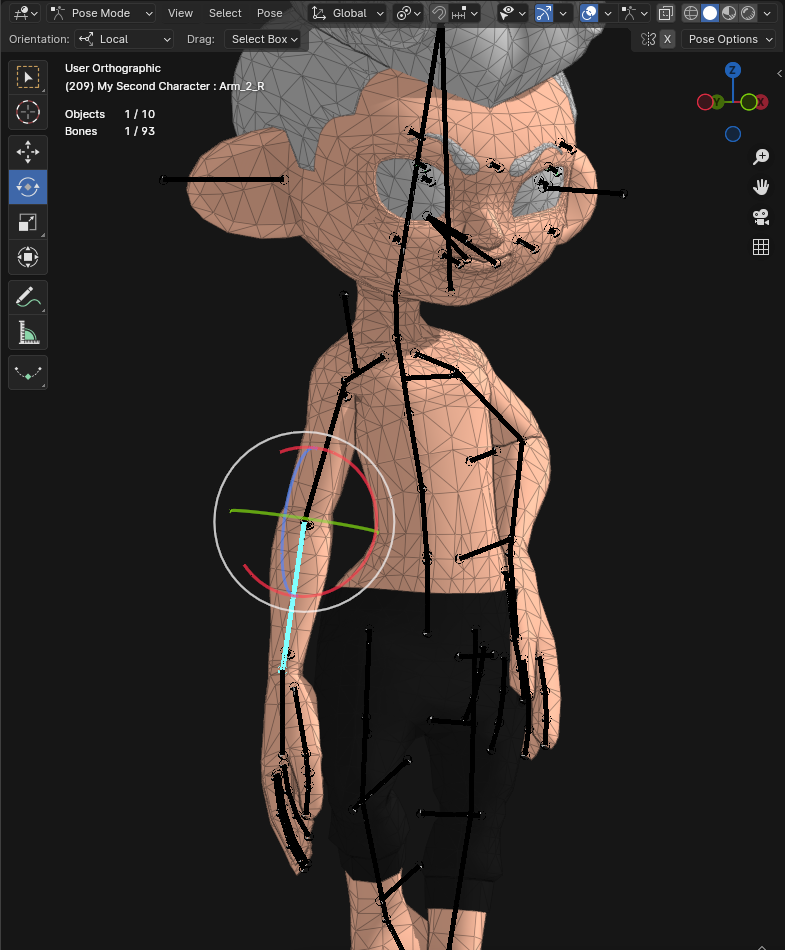 Pose Mode View Select Pose Global
Orientation: Local Drag: Select Box X Pose Options
User Orthographic
(209) My Second Character : Arm_2_R
Objects 1 / 10
Bones 1 / 93
Z
Y X